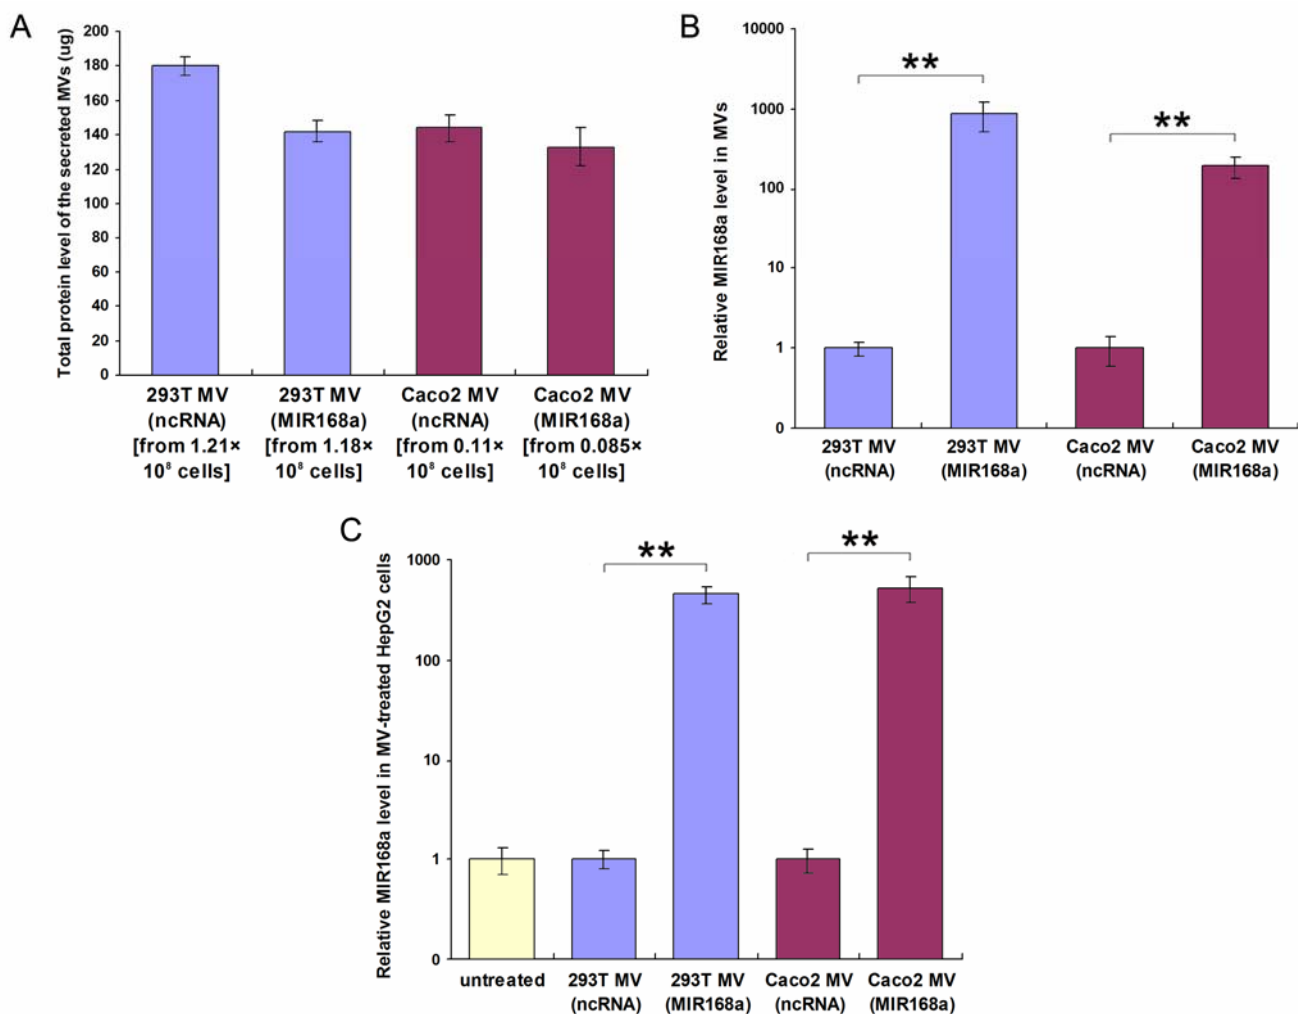 A
Total protein level of the secreted MVs (ug)
200
180
160
140
120
100
80
60
40
20
0
293T MV
(ncRNA)
[from 1.21×
10⁸ cells]
293T MV
(MIR168a)
[from 1.18×
10⁸ cells]
Caco2 MV
(ncRNA)
[from 0.11×
10⁸ cells]
Caco2 MV
(MIR168a)
[from 0.085×
10⁸ cells]
B
Relative MIR168a level in MVs
10000
1000
100
10
1
0
**
**
293T MV
(ncRNA)
293T MV
(MIR168a)
Caco2 MV
(ncRNA)
Caco2 MV
(MIR168a)
C
Relative MIR168a level in MV-treated HepG2 cells
1000
100
10
1
0
**
**
untreated
293T MV
(ncRNA)
293T MV
(MIR168a)
Caco2 MV
(ncRNA)
Caco2 MV
(MIR168a)